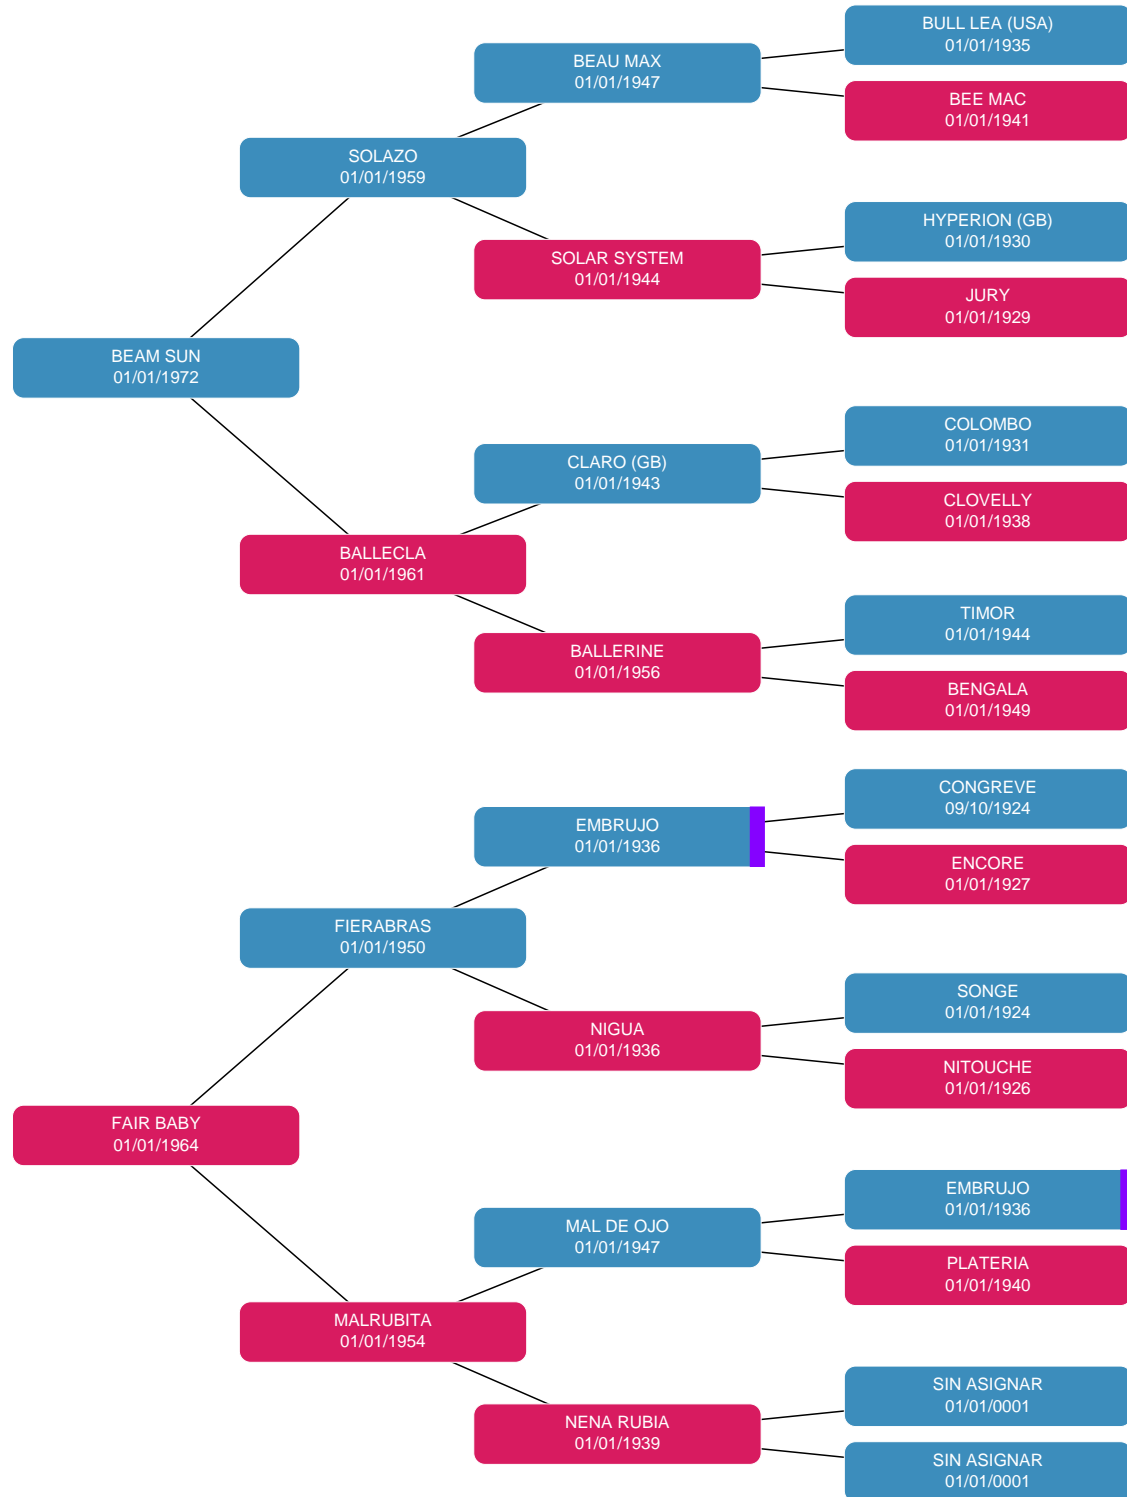 BULL LEA (USA)
01/01/1935
BEAU MAX
01/01/1947
BEE MAC
01/01/1941
SOLAZO
01/01/1959
HYPERION (GB)
01/01/1930
SOLAR SYSTEM
01/01/1944
JURY
01/01/1929
BEAM SUN
01/01/1972
COLOMBO
01/01/1931
CLARO (GB)
01/01/1943
CLOVELLY
01/01/1938
BALLECLA
01/01/1961
TIMOR
01/01/1944
BALLERINE
01/01/1956
BENGALA
01/01/1949
CONGREVE
09/10/1924
EMBRUJO
01/01/1936
ENCORE
01/01/1927
FIERABRAS
01/01/1950
SONGE
01/01/1924
NIGUA
01/01/1936
NITOUCHE
01/01/1926
FAIR BABY
01/01/1964
EMBRUJO
01/01/1936
MAL DE OJO
01/01/1947
PLATERIA
01/01/1940
MALRUBITA
01/01/1954
SIN ASIGNAR
01/01/0001
NENA RUBIA
01/01/1939
SIN ASIGNAR
01/01/0001